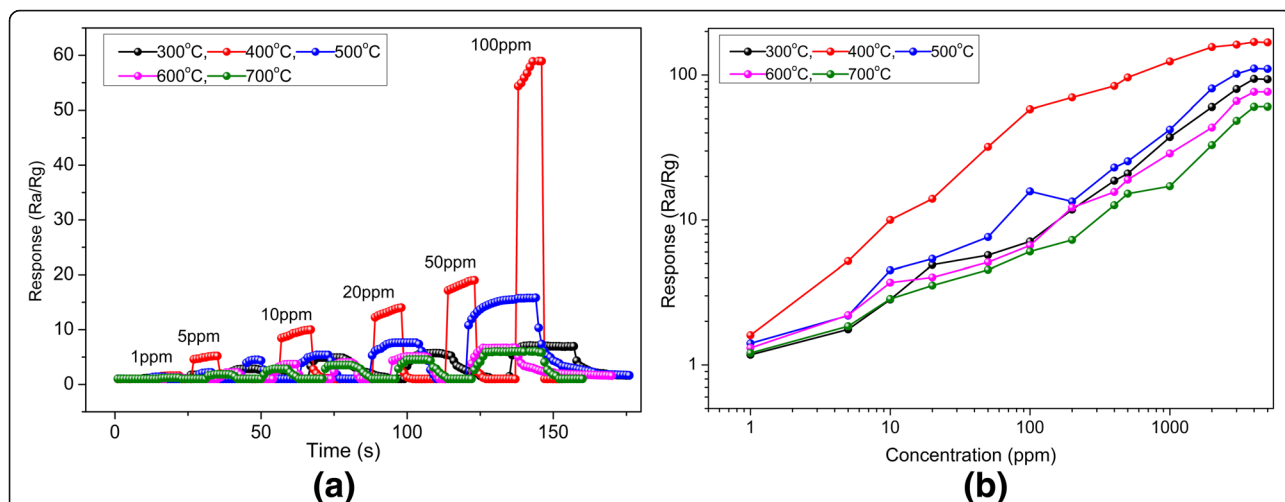 300°C, 400°C, 500°C
600°C, 700°C
100ppm
50ppm
20ppm
10ppm
5ppm
1ppm
60
50
40
30
20
10
0
Response (Ra/Rg)
0 50 100 150
Time (s)
(a)
300°C, 400°C, 500°C
600°C, 700°C
100
10
1
Response (Ra/Rg)
1 10 100 1000
Concentration (ppm)
(b)